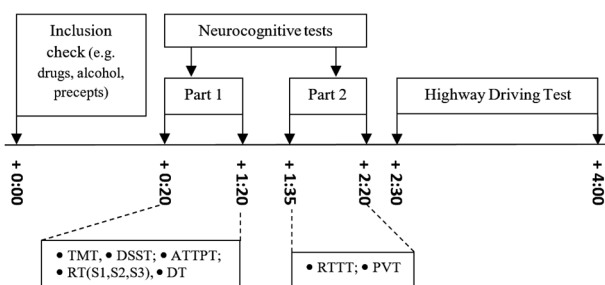 Inclusion
check (e.g.
drugs, alcohol,
precepts)
Neurocognitive tests
Part 1
Part 2
Highway Driving Test
+ 0:00
+ 0:20
+ 1:20
+ 1:35
+ 2:20
+ 2:30
+ 4:00
● TMT, ● DSST; ● ATTPT;
● RT(S1,S2,S3), ● DT
● RTTT; ● PVT